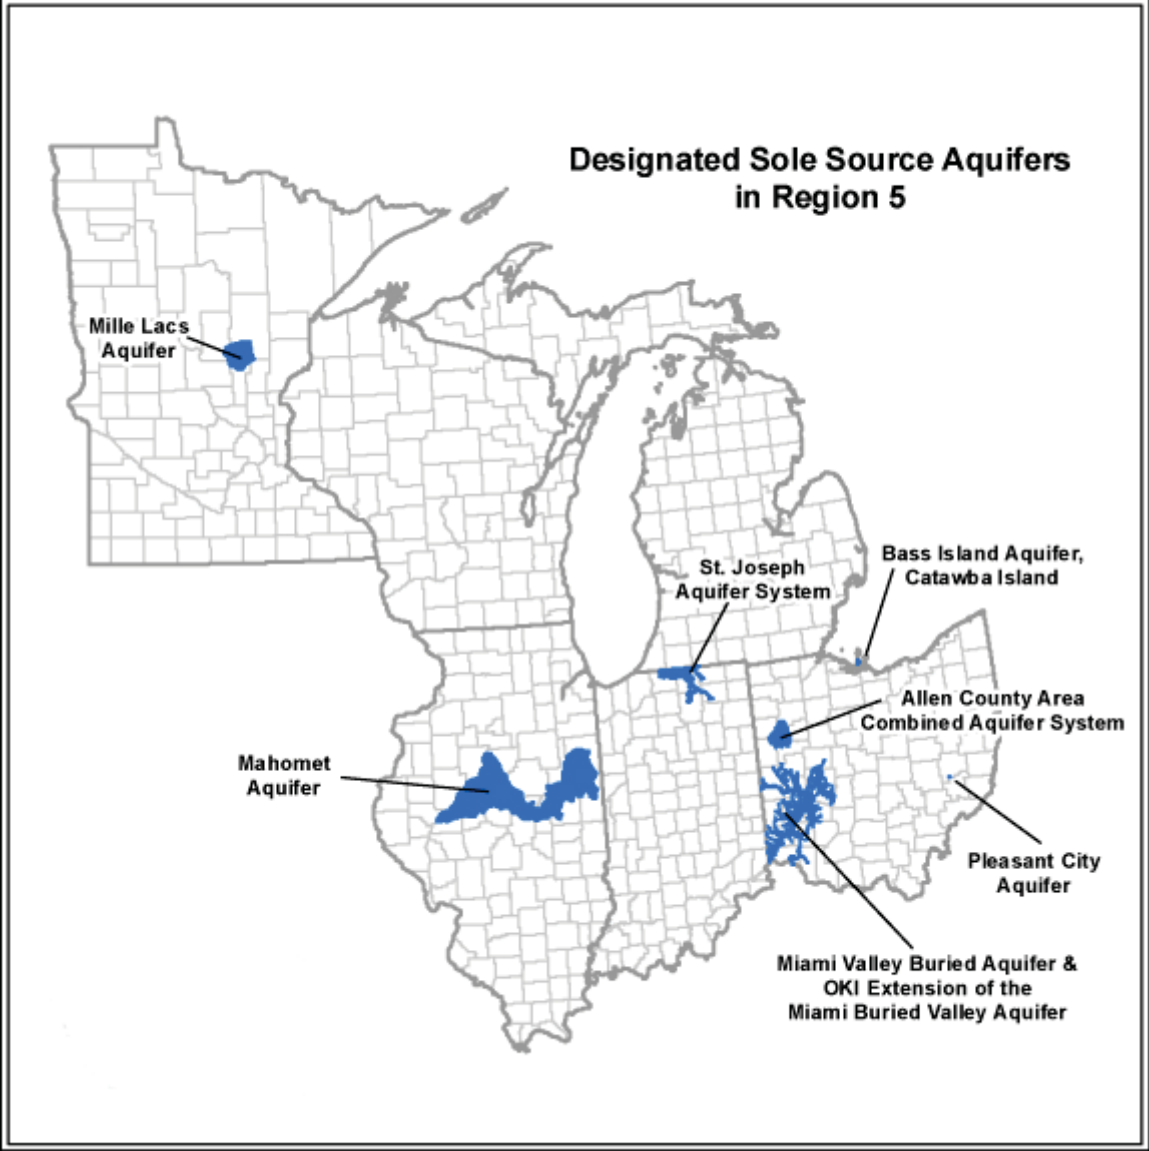 Designated Sole Source Aquifers
in Region 5
Mille Lacs
Aquifer
Bass Island Aquifer,
Catawba Island
St. Joseph
Aquifer System
Allen County Area
Combined Aquifer System
Mahomet
Aquifer
Pleasant City
Aquifer
Miami Valley Buried Aquifer &
OKI Extension of the
Miami Buried Valley Aquifer